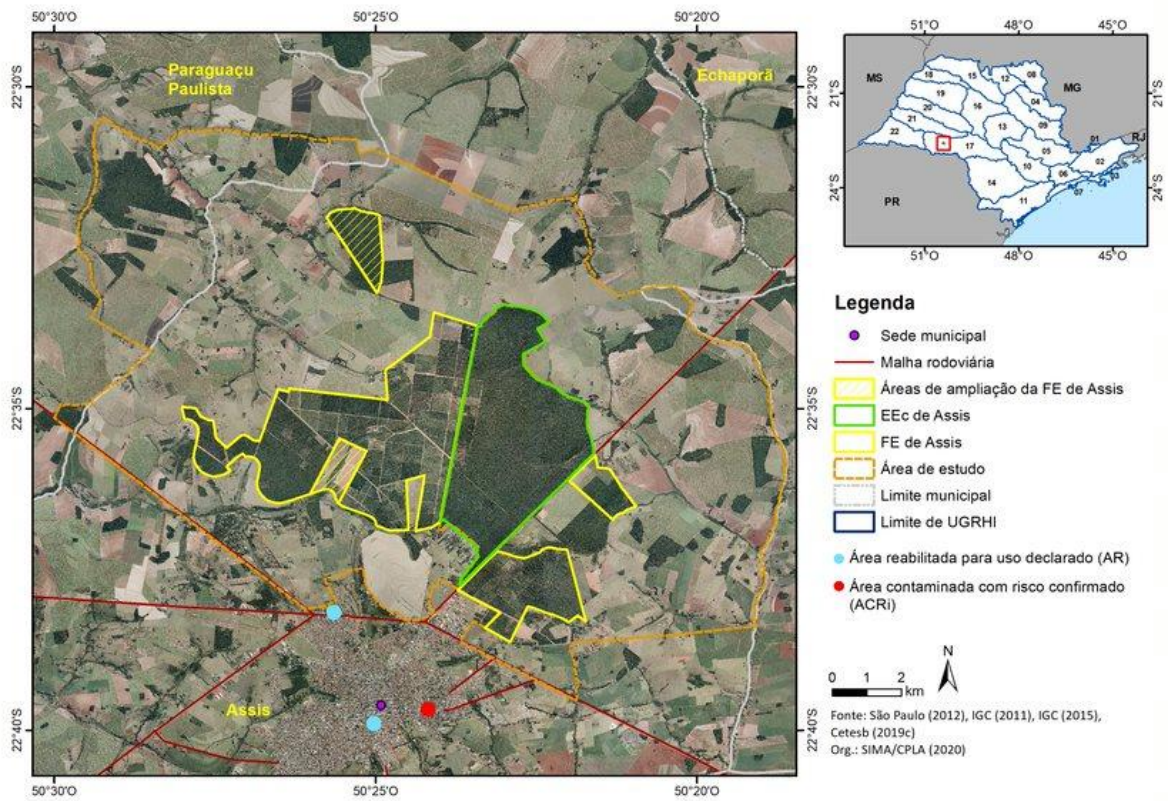 50°30'O
50°25'O
50°20'O
22°30'S
22°35'S
22°40'S
Paraguaçu
Paulista
Echaporã
Assis
22°30'S
22°35'S
22°40'S
50°30'O
50°25'O
50°20'O
51°O
48°O
45°O
21°S
24°S
MS
MG
RJ
PR
18
15
12
08
19
16
04
20
21
13
09
22
17
05
01
02
10
06
03
07
14
11
21°S
24°S
51°O
48°O
45°O
Legenda
Sede municipal
Malha rodoviária
Áreas de ampliação da FE de Assis
EEc de Assis
FE de Assis
Área de estudo
Limite municipal
Limite de UGRHI
Área reabilitada para uso declarado (AR)
Área contaminada com risco confirmado
(ACRi)
N
0 1 2
km
Fonte: São Paulo (2012), IGC (2011), IGC (2015),
Cetesb (2019c)
Org.: SIMA/CPLA (2020)